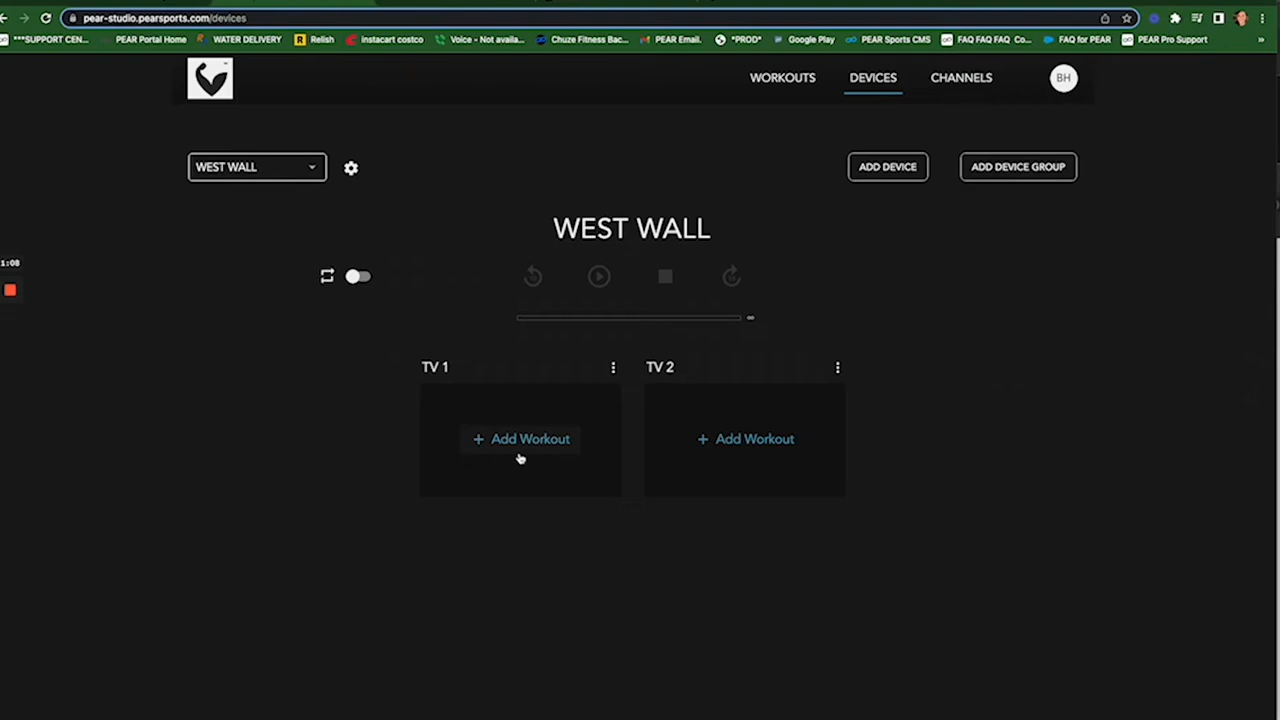 pear-studio.pearsports.com/devices
***SUPPORT CEN... PEAR Portal Home WATER DELIVERY Relish instacart costco Voice - Not availa... Chuze Fitness Bac... PEAR Email. *PROD* Google Play PEAR Sports CMS FAQ FAQ FAQ Co... FAQ for PEAR PEAR Pro Support »
WORKOUTS DEVICES CHANNELS BH
WEST WALL ADD DEVICE ADD DEVICE GROUP
WEST WALL
1:08
TV 1 TV 2
+ Add Workout + Add Workout